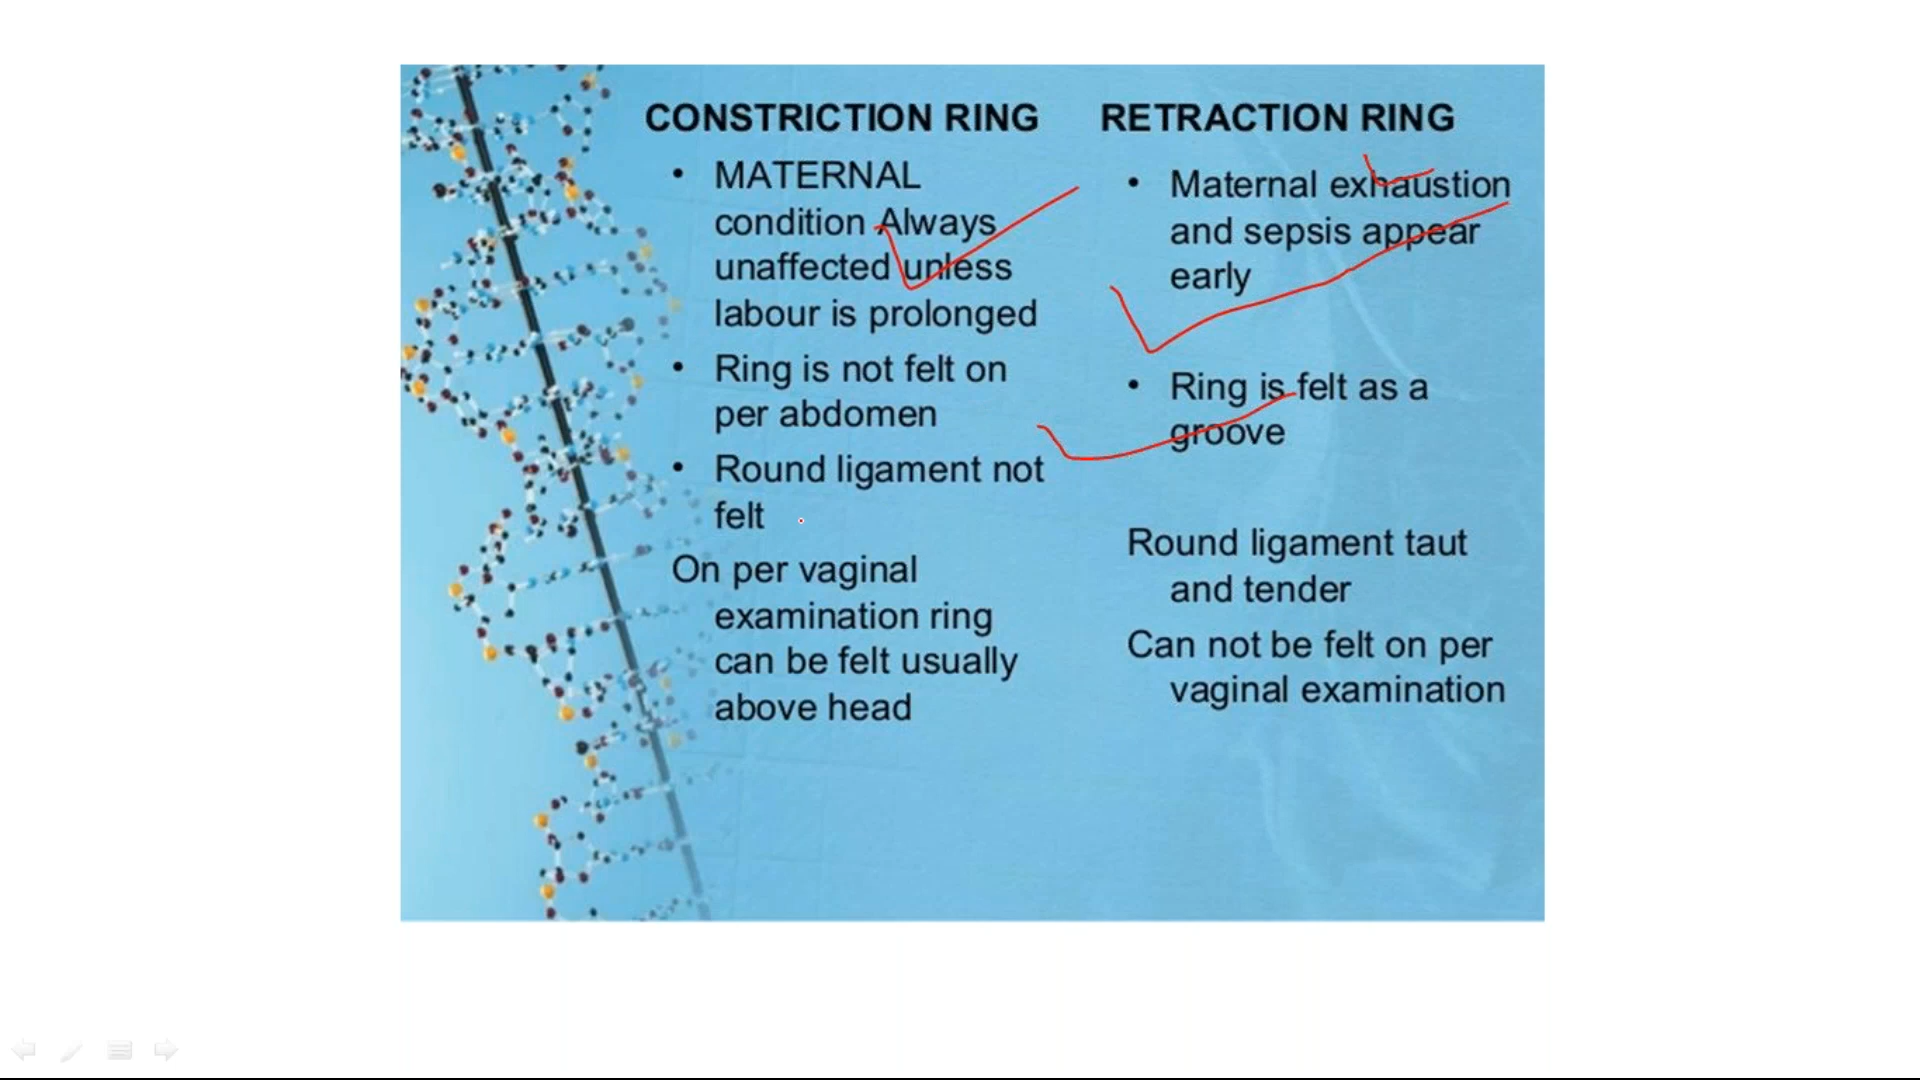 CONSTRICTION RING
• MATERNAL
condition Always
unaffected unless
labour is prolonged
• Ring is not felt on
per abdomen
• Round ligament not
felt
On per vaginal
examination ring
can be felt usually
above head
RETRACTION RING
• Maternal exhaustion
and sepsis appear
early
• Ring is felt as a
groove
Round ligament taut
and tender
Can not be felt on per
vaginal examination